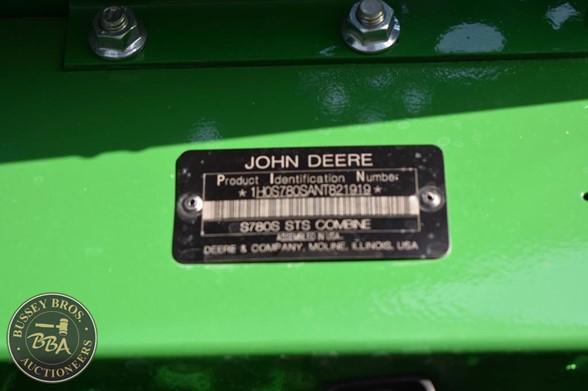 JOHN DEERE
Product Identification Number
*1H0S780SANT821919*
S780S STS COMBINE
ASSEMBLED IN USA
DEERE & COMPANY, MOLINE, ILLINOIS, USA
BUSSEY BROS.
BBA
AUCTIONEERS